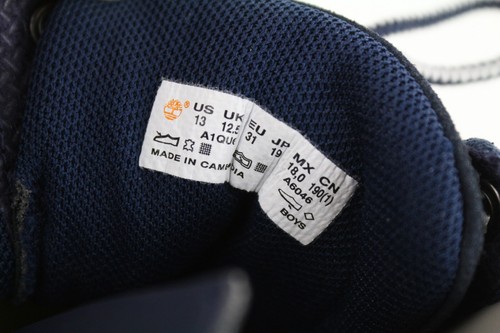 US UK EU JP MX CN
13 12.5 31 19 18,0 190(1)
A1QU A6046
MADE IN CAMBODIA
BOYS